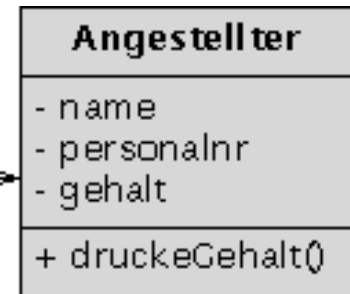 Angestellter
- name
- personalnr
- gehalt
+ druckeGehalt()